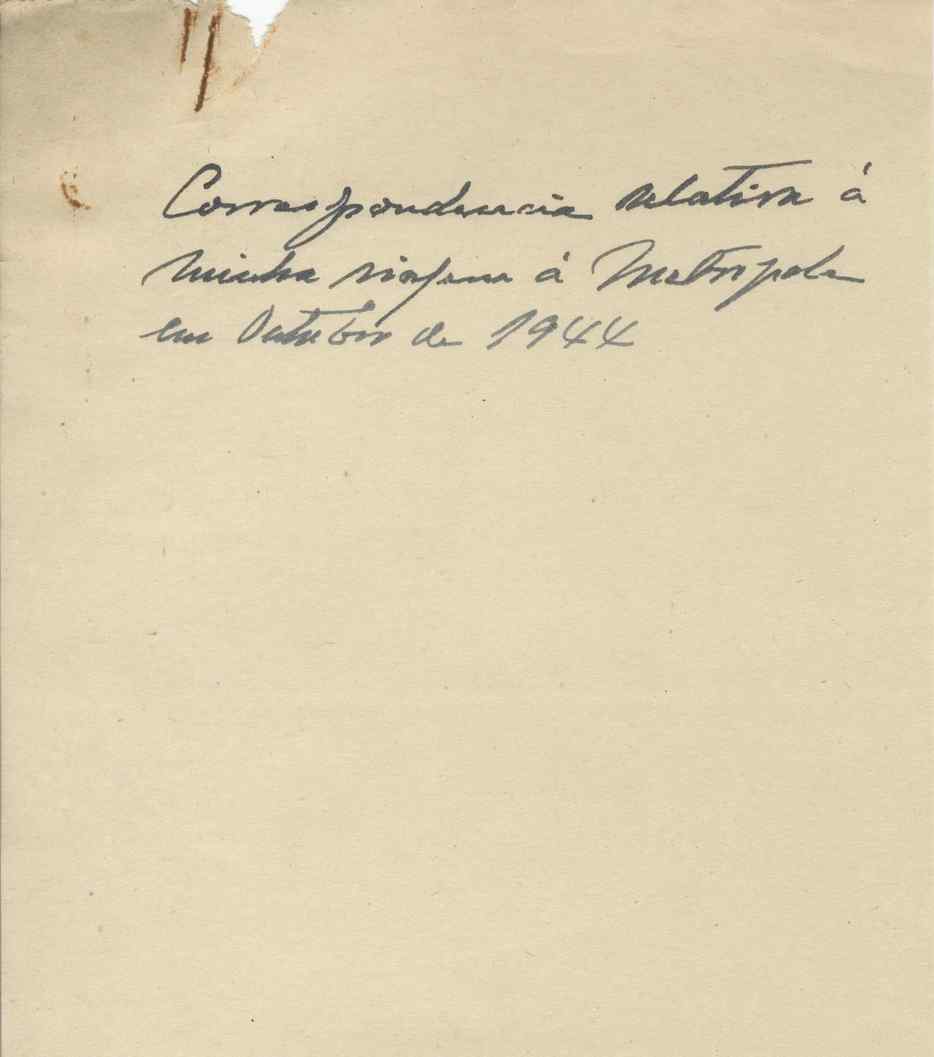 Correspondencia relativa á
minha viagem á Metropole
em Outubro de 1944